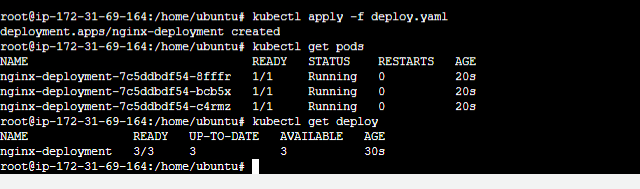 root@ip-172-31-69-164:/home/ubuntu# kubectl apply -f deploy.yaml
deployment.apps/nginx-deployment created
root@ip-172-31-69-164:/home/ubuntu# kubectl get pods
NAME READY STATUS RESTARTS AGE
nginx-deployment-7c5ddbdf54-8fffr 1/1 Running 0 20s
nginx-deployment-7c5ddbdf54-bcb5x 1/1 Running 0 20s
nginx-deployment-7c5ddbdf54-c4rmz 1/1 Running 0 20s
root@ip-172-31-69-164:/home/ubuntu# kubectl get deploy
NAME READY UP-TO-DATE AVAILABLE AGE
nginx-deployment 3/3 3 3 30s
root@ip-172-31-69-164:/home/ubuntu#